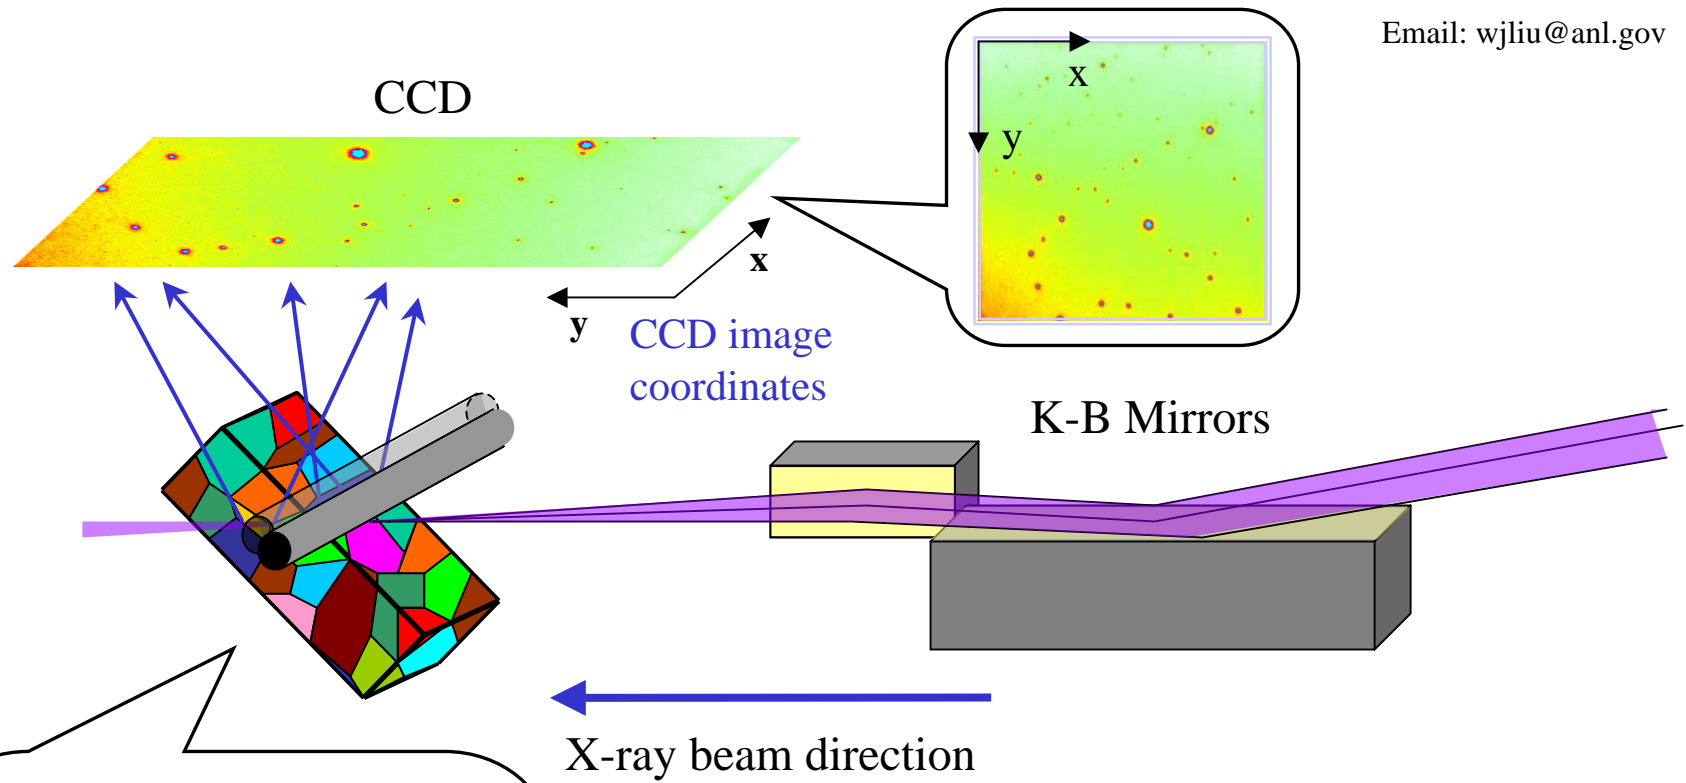 Email: wjliu@anl.gov
CCD
x
y
x
y
CCD image
coordinates
K-B Mirrors
X-ray beam direction